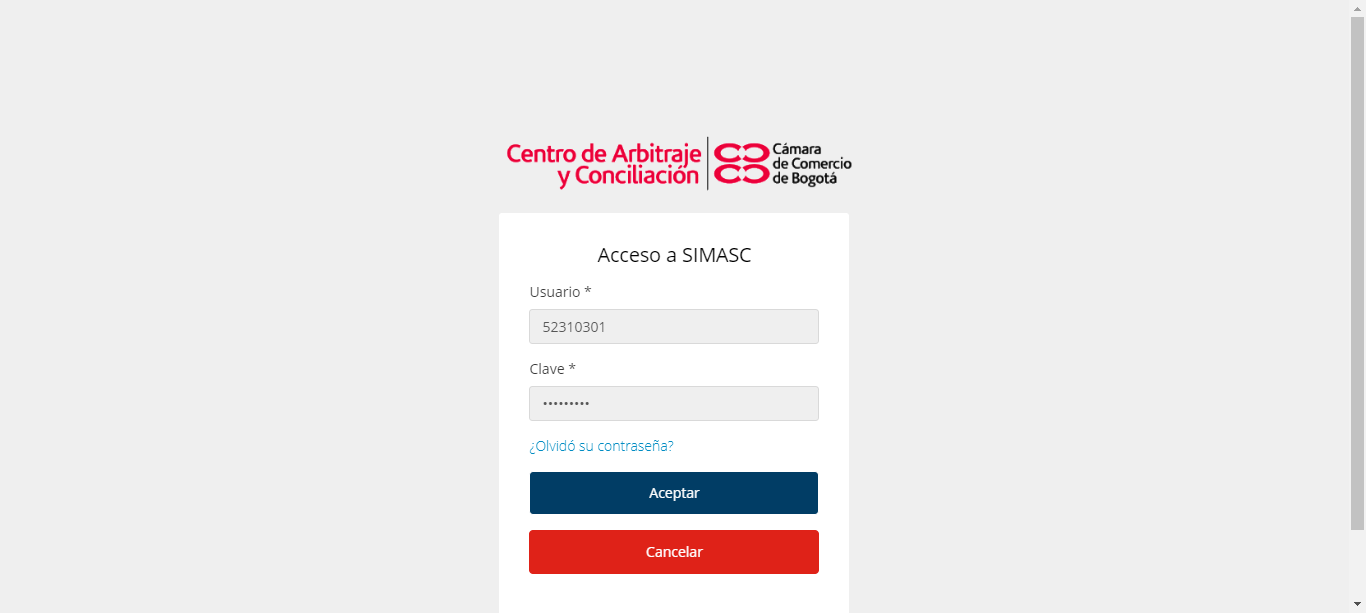 Centro de Arbitraje
y Conciliación
Cámara
de Comercio
de Bogotá
Acceso a SIMASC
Usuario *
52310301
Clave *
•••••••••
¿Olvidó su contraseña?
Aceptar
Cancelar